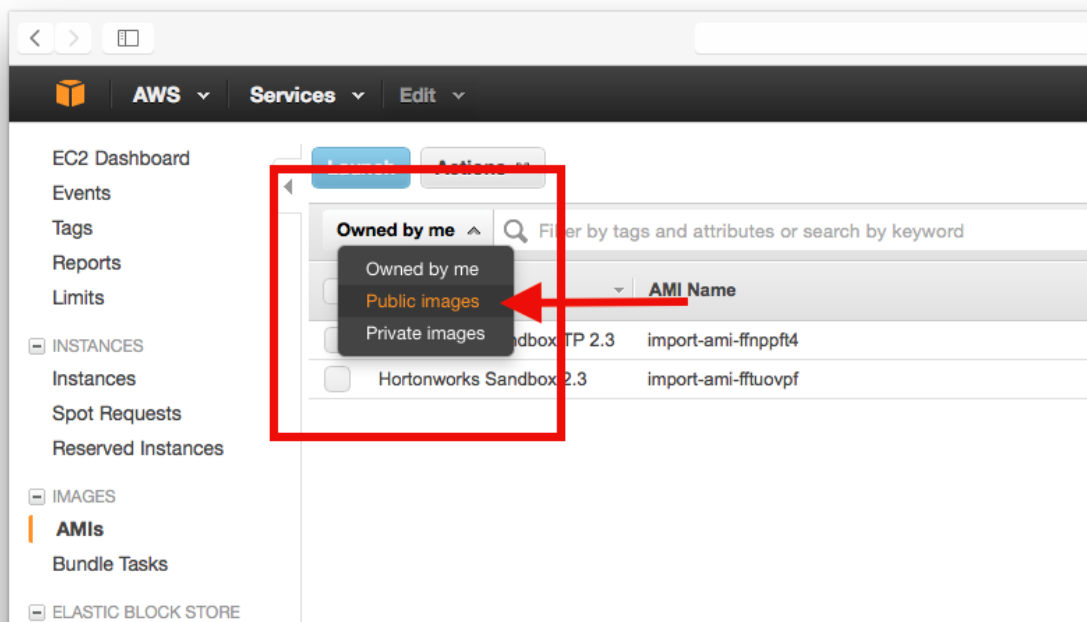 AWS Services Edit
EC2 Dashboard
Events
Tags
Reports
Limits
INSTANCES
Instances
Spot Requests
Reserved Instances
IMAGES
AMIs
Bundle Tasks
ELASTIC BLOCK STORE
Launch Actions
Owned by me Filter by tags and attributes or search by keyword
Owned by me
Public images
Private images
AMI Name
TP 2.3 import-ami-ffnppft4
Hortonworks Sandbox 2.3 import-ami-fftuovpf